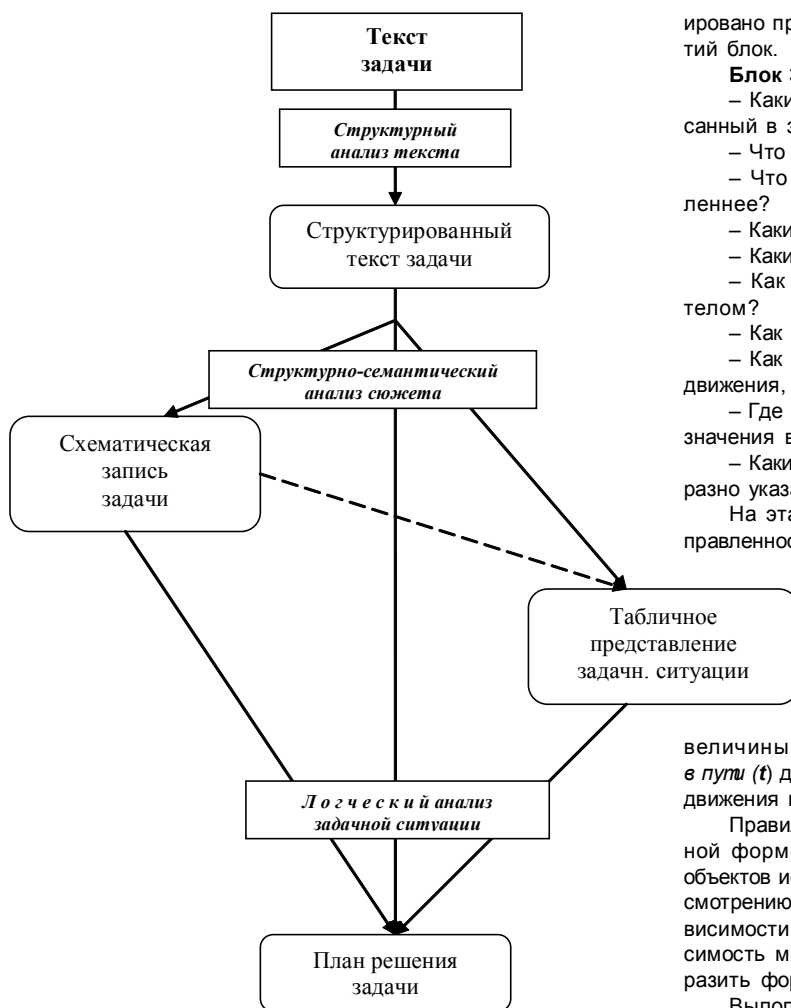 Текст
задачи
Структурный
анализ текста
Структурированный
текст задачи
Структурно-семантический
анализ сюжета
Схематическая
запись
задачи
Табличное
представление
задачн. ситуации
Л о г ч е с к и й анализ
задачной ситуации
План решения
задачи
ировано пр
тий блок.
Блок
– Каки
санный в з
– Что
– Что
леннее?
– Каки
– Каки
– Как
телом?
– Как
– Как
движения,
– Где
значения в
– Каки
разно указа
На эта
правленнос
величины
в пути (t) д
движения
Прави
ной форм
объектов ис
смотрению
висимости
симость м
разить фор
Выпол